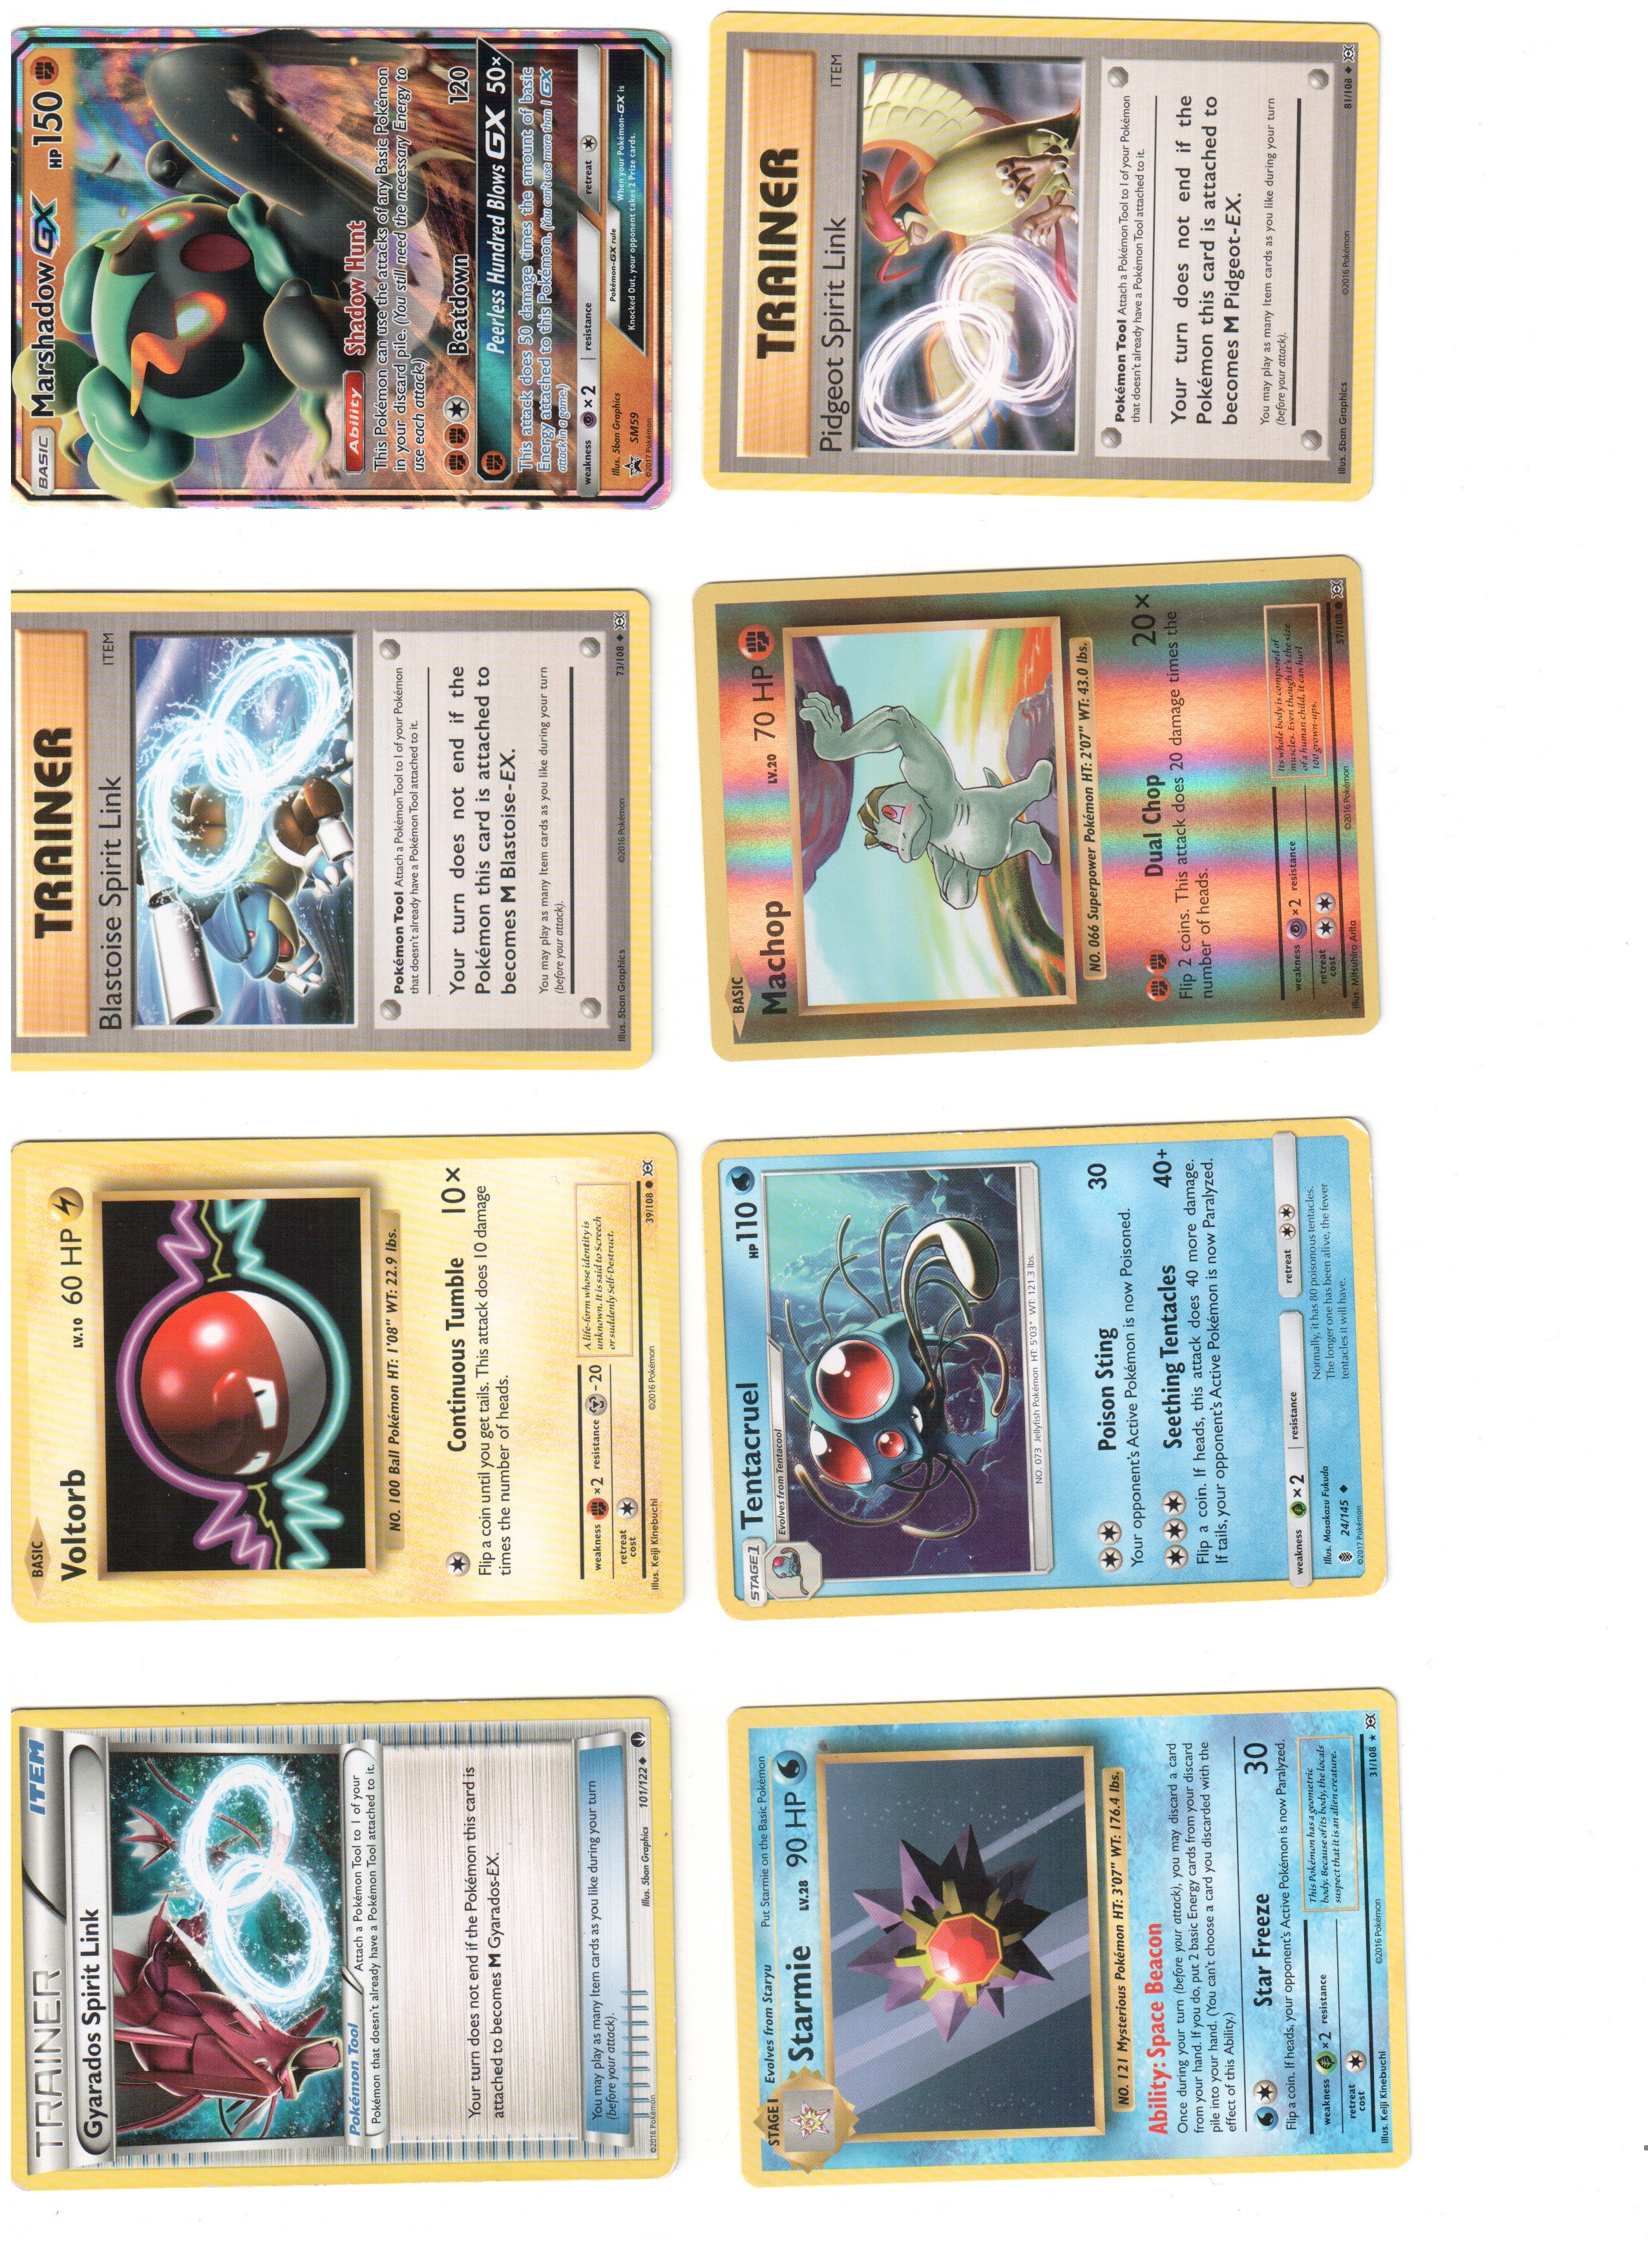 TRAINER
ITEM
Gyarados Spirit Link
Pokémon Tool
Attach a Pokémon Tool to 1 of your
Pokémon that doesn't already have a Pokémon Tool attached to it.
Your turn does not end if the Pokémon this card is
attached to becomes M Gyarados-EX.
You may play as many Item cards as you like during your turn
(before your attack).
Illus. 5ban Graphics 101/122
©2016 Pokémon
BASIC
Voltorb LV.10 60 HP
NO. 100 Ball Pokémon HT: 1'08" WT: 22.9 lbs.
Continuous Tumble 10×
Flip a coin until you get tails. This attack does 10 damage
times the number of heads.
weakness ×2 resistance -20
retreat
cost
A life-form whose identity is
unknown. It is said to Screech
or suddenly Self-Destruct.
Illus. Keiji Kinebuchi ©2016 Pokémon 39/108
TRAINER
Blastoise Spirit Link ITEM
Pokémon Tool Attach a Pokémon Tool to 1 of your Pokémon
that doesn't already have a Pokémon Tool attached to it.
Your turn does not end if the
Pokémon this card is attached to
becomes M Blastoise-EX.
You may play as many Item cards as you like during your turn
(before your attack).
Illus. 5ban Graphics ©2016 Pokémon 73/108
BASIC
Marshadow GX HP150
Ability Shadow Hunt
This Pokémon can use the attacks of any Basic Pokémon
in your discard pile. (You still need the necessary Energy to
use each attack.)
Beatdown 120
Peerless Hundred Blows GX 50×
This attack does 50 damage times the amount of basic
Energy attached to this Pokémon. (You can't use more than 1 GX
attack in a game.)
weakness ×2 resistance retreat
Illus. 5ban Graphics
SM59
©2017 Pokémon
Pokémon-GX rule When your Pokémon-GX is
Knocked Out, your opponent takes 2 Prize cards.
STAGE 1 Evolves from Staryu Put Starmie on the Basic Pokémon
Starmie LV.28 90 HP
NO. 121 Mysterious Pokémon HT: 3'07" WT: 176.4 lbs.
Ability: Space Beacon
Once during your turn (before your attack), you may discard a card
from your hand. If you do, put 2 basic Energy cards from your discard
pile into your hand. (You can't choose a card you discarded with the
effect of this Ability.)
Star Freeze 30
Flip a coin. If heads, your opponent's Active Pokémon is now Paralyzed.
weakness ×2 resistance
retreat
cost
This Pokémon has a geometric
body. Because of its body, the locals
suspect that it is an alien creature.
Illus. Keiji Kinebuchi ©2016 Pokémon 31/108
STAGE 1
Tentacruel HP110
Evolves from Tentacool
NO. 073 Jellyfish Pokémon HT: 5'03" WT: 121.3 lbs.
Poison Sting 30
Your opponent's Active Pokémon is now Poisoned.
Seething Tentacles 40+
Flip a coin. If heads, this attack does 40 more damage.
If tails, your opponent's Active Pokémon is now Paralyzed.
weakness ×2 resistance retreat
Illus. Masakazu Fukuda
24/145
©2017 Pokémon
Normally, it has 80 poisonous tentacles.
The longer one has been alive, the fewer
tentacles it will have.
BASIC
Machop LV.20 70 HP
NO. 066 Superpower Pokémon HT: 2'07" WT: 43.0 lbs.
Dual Chop 20×
Flip 2 coins. This attack does 20 damage times the
number of heads.
weakness ×2 resistance
retreat
cost
Its whole body is composed of
muscles. Even though it's the size
of a human child, it can hurl
100 grown-ups.
Illus. Mitsuhiro Arita ©2016 Pokémon 57/108
TRAINER
Pidgeot Spirit Link ITEM
Pokémon Tool Attach a Pokémon Tool to 1 of your Pokémon
that doesn't already have a Pokémon Tool attached to it.
Your turn does not end if the
Pokémon this card is attached to
becomes M Pidgeot-EX.
You may play as many Item cards as you like during your turn
(before your attack).
Illus. 5ban Graphics ©2016 Pokémon 81/108